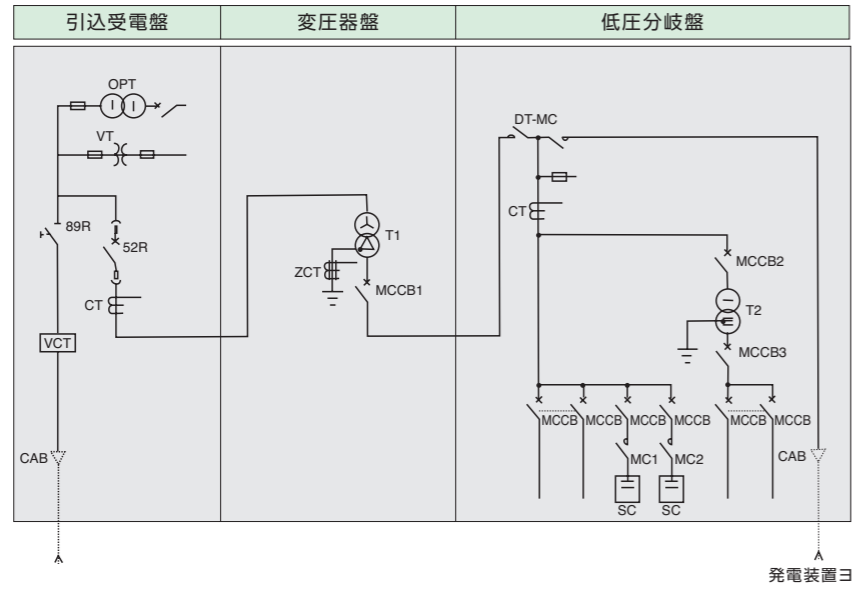 引込受電盤 変圧器盤 低圧分岐盤
OPT
VT
DT-MC
CT
89R
52R
T1
ZCT
MCCB1
MCCB2
T2
CT
VCT
MCCB3
MCCB MCCB MCCB MCCB MCCB MCCB
CAB
MC1 MC2
CAB
SC SC
発電装置ヨ